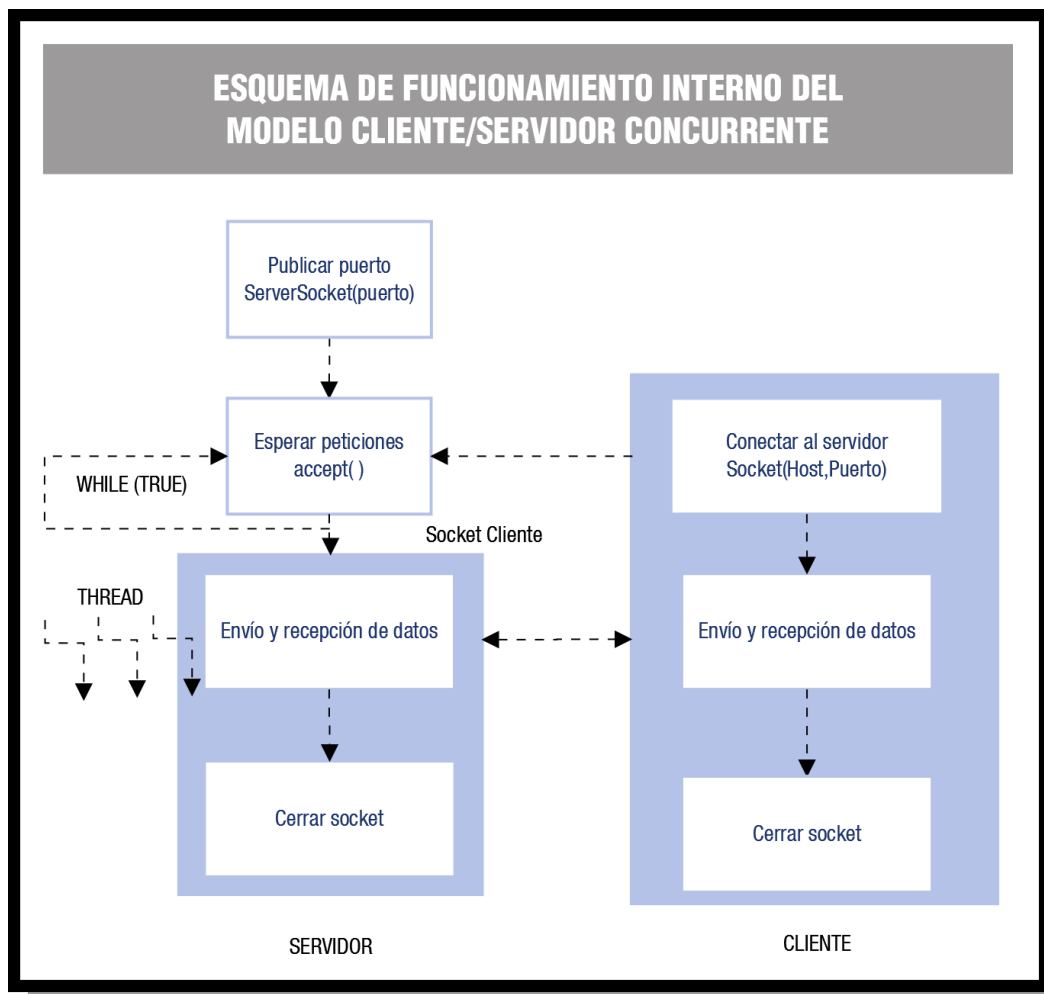 ESQUEMA DE FUNCIONAMIENTO INTERNO DEL
MODELO CLIENTE/SERVIDOR CONCURRENTE
Publicar puerto
ServerSocket(puerto)
Esperar peticiones
accept( )
WHILE (TRUE)
Conectar al servidor
Socket(Host,Puerto)
Socket Cliente
THREAD
Envío y recepción de datos
Envío y recepción de datos
Cerrar socket
Cerrar socket
SERVIDOR
CLIENTE